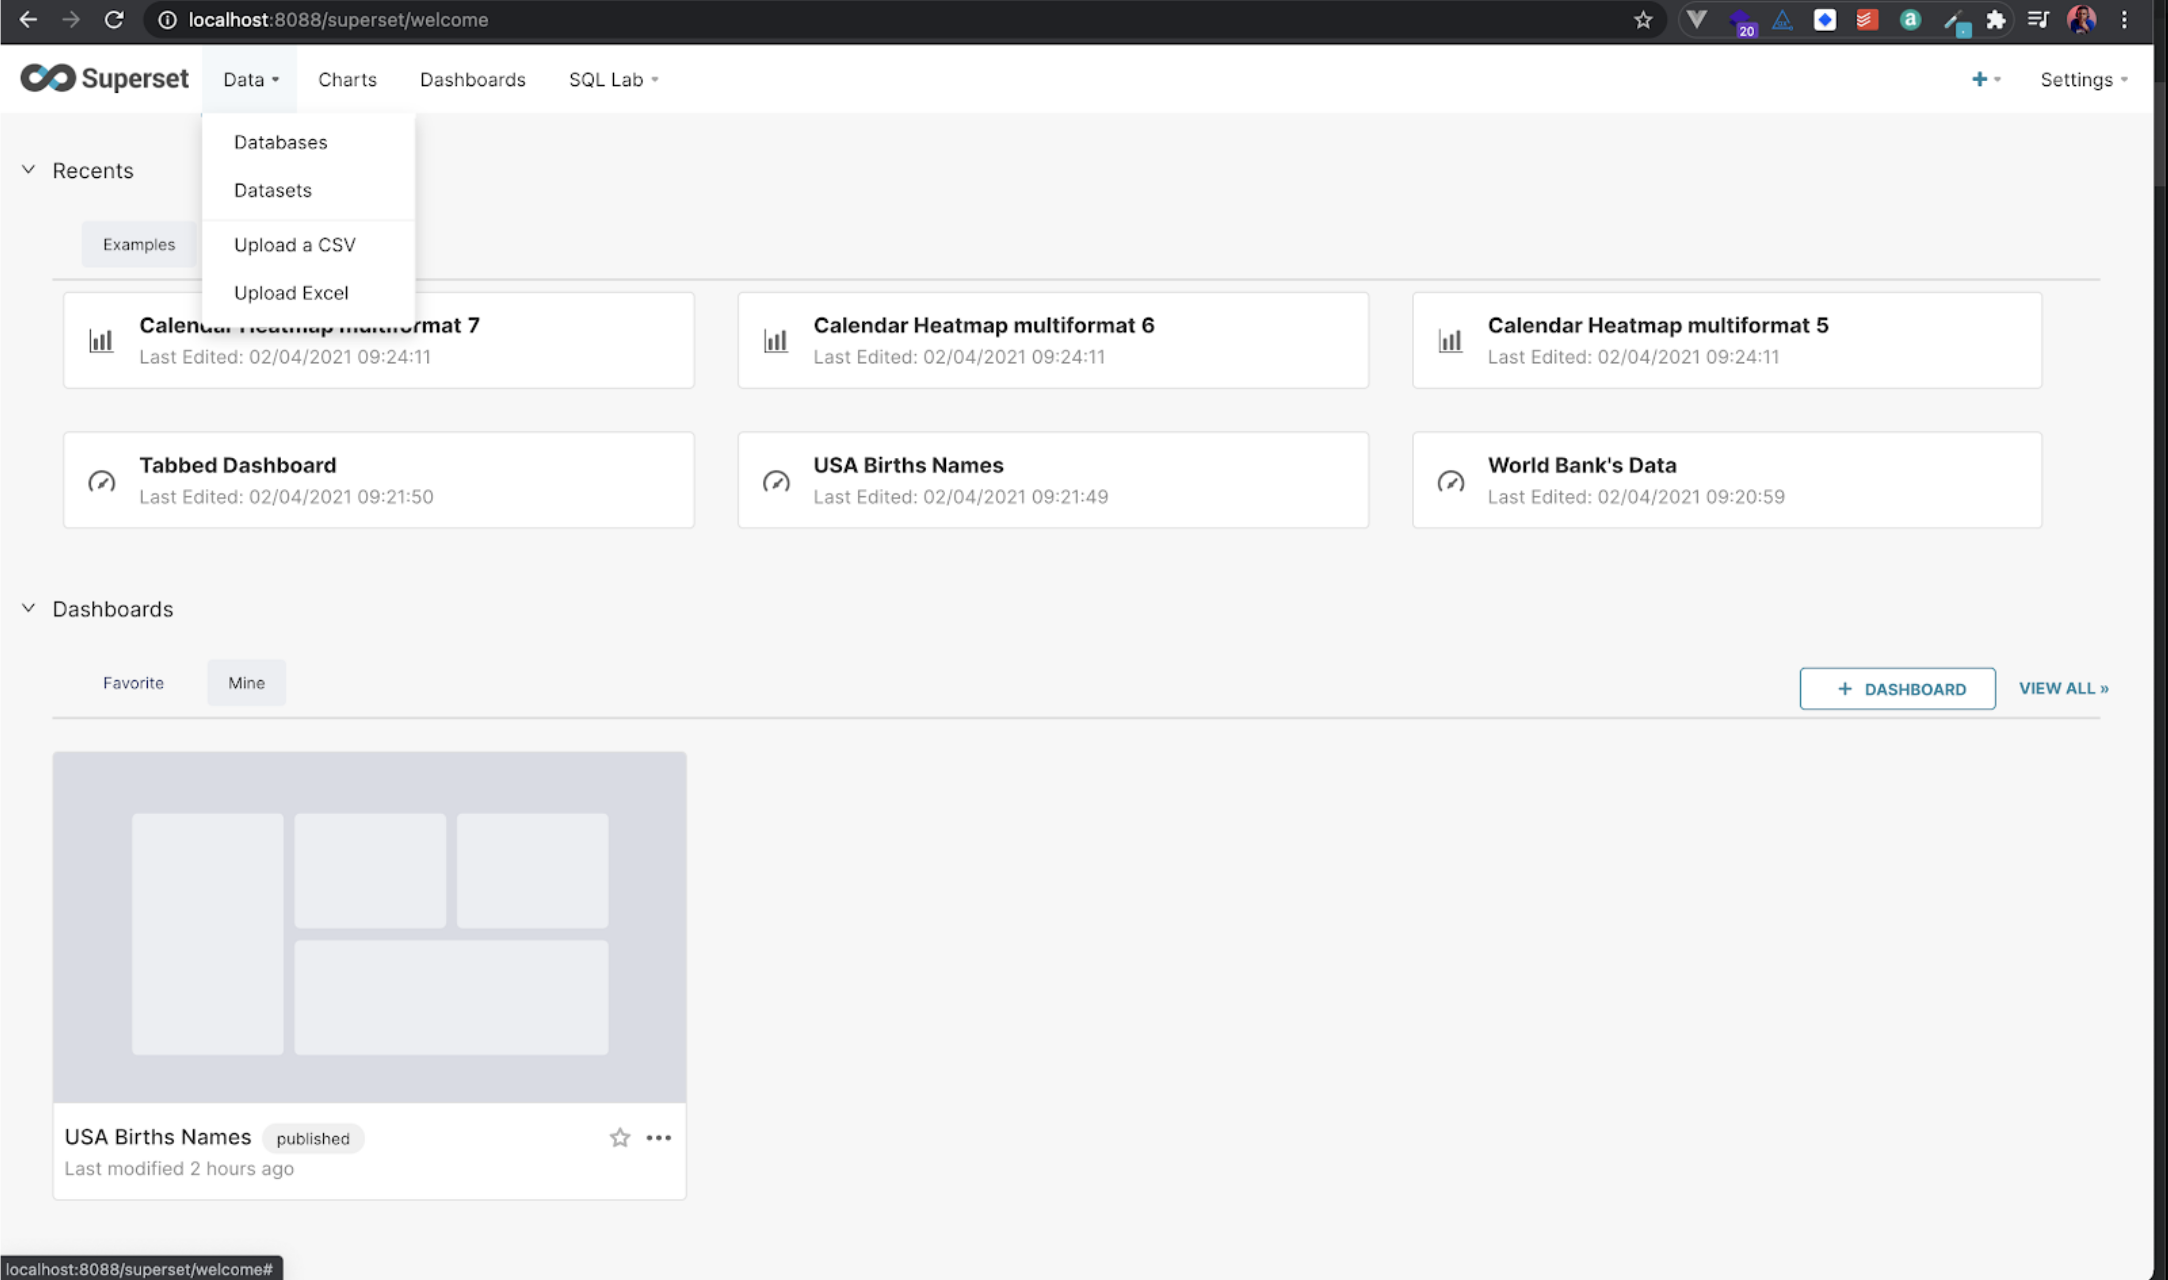 localhost:8088/superset/welcome
20
a
Superset
Data
Charts
Dashboards
SQL Lab
Settings
Databases
Datasets
Upload a CSV
Upload Excel
Recents
Examples
Calendar Heatmap multiformat 7
Last Edited: 02/04/2021 09:24:11
Calendar Heatmap multiformat 6
Last Edited: 02/04/2021 09:24:11
Calendar Heatmap multiformat 5
Last Edited: 02/04/2021 09:24:11
Tabbed Dashboard
Last Edited: 02/04/2021 09:21:50
USA Births Names
Last Edited: 02/04/2021 09:21:49
World Bank's Data
Last Edited: 02/04/2021 09:20:59
Dashboards
Favorite
Mine
+ DASHBOARD
VIEW ALL »
USA Births Names
published
Last modified 2 hours ago
localhost:8088/superset/welcome#